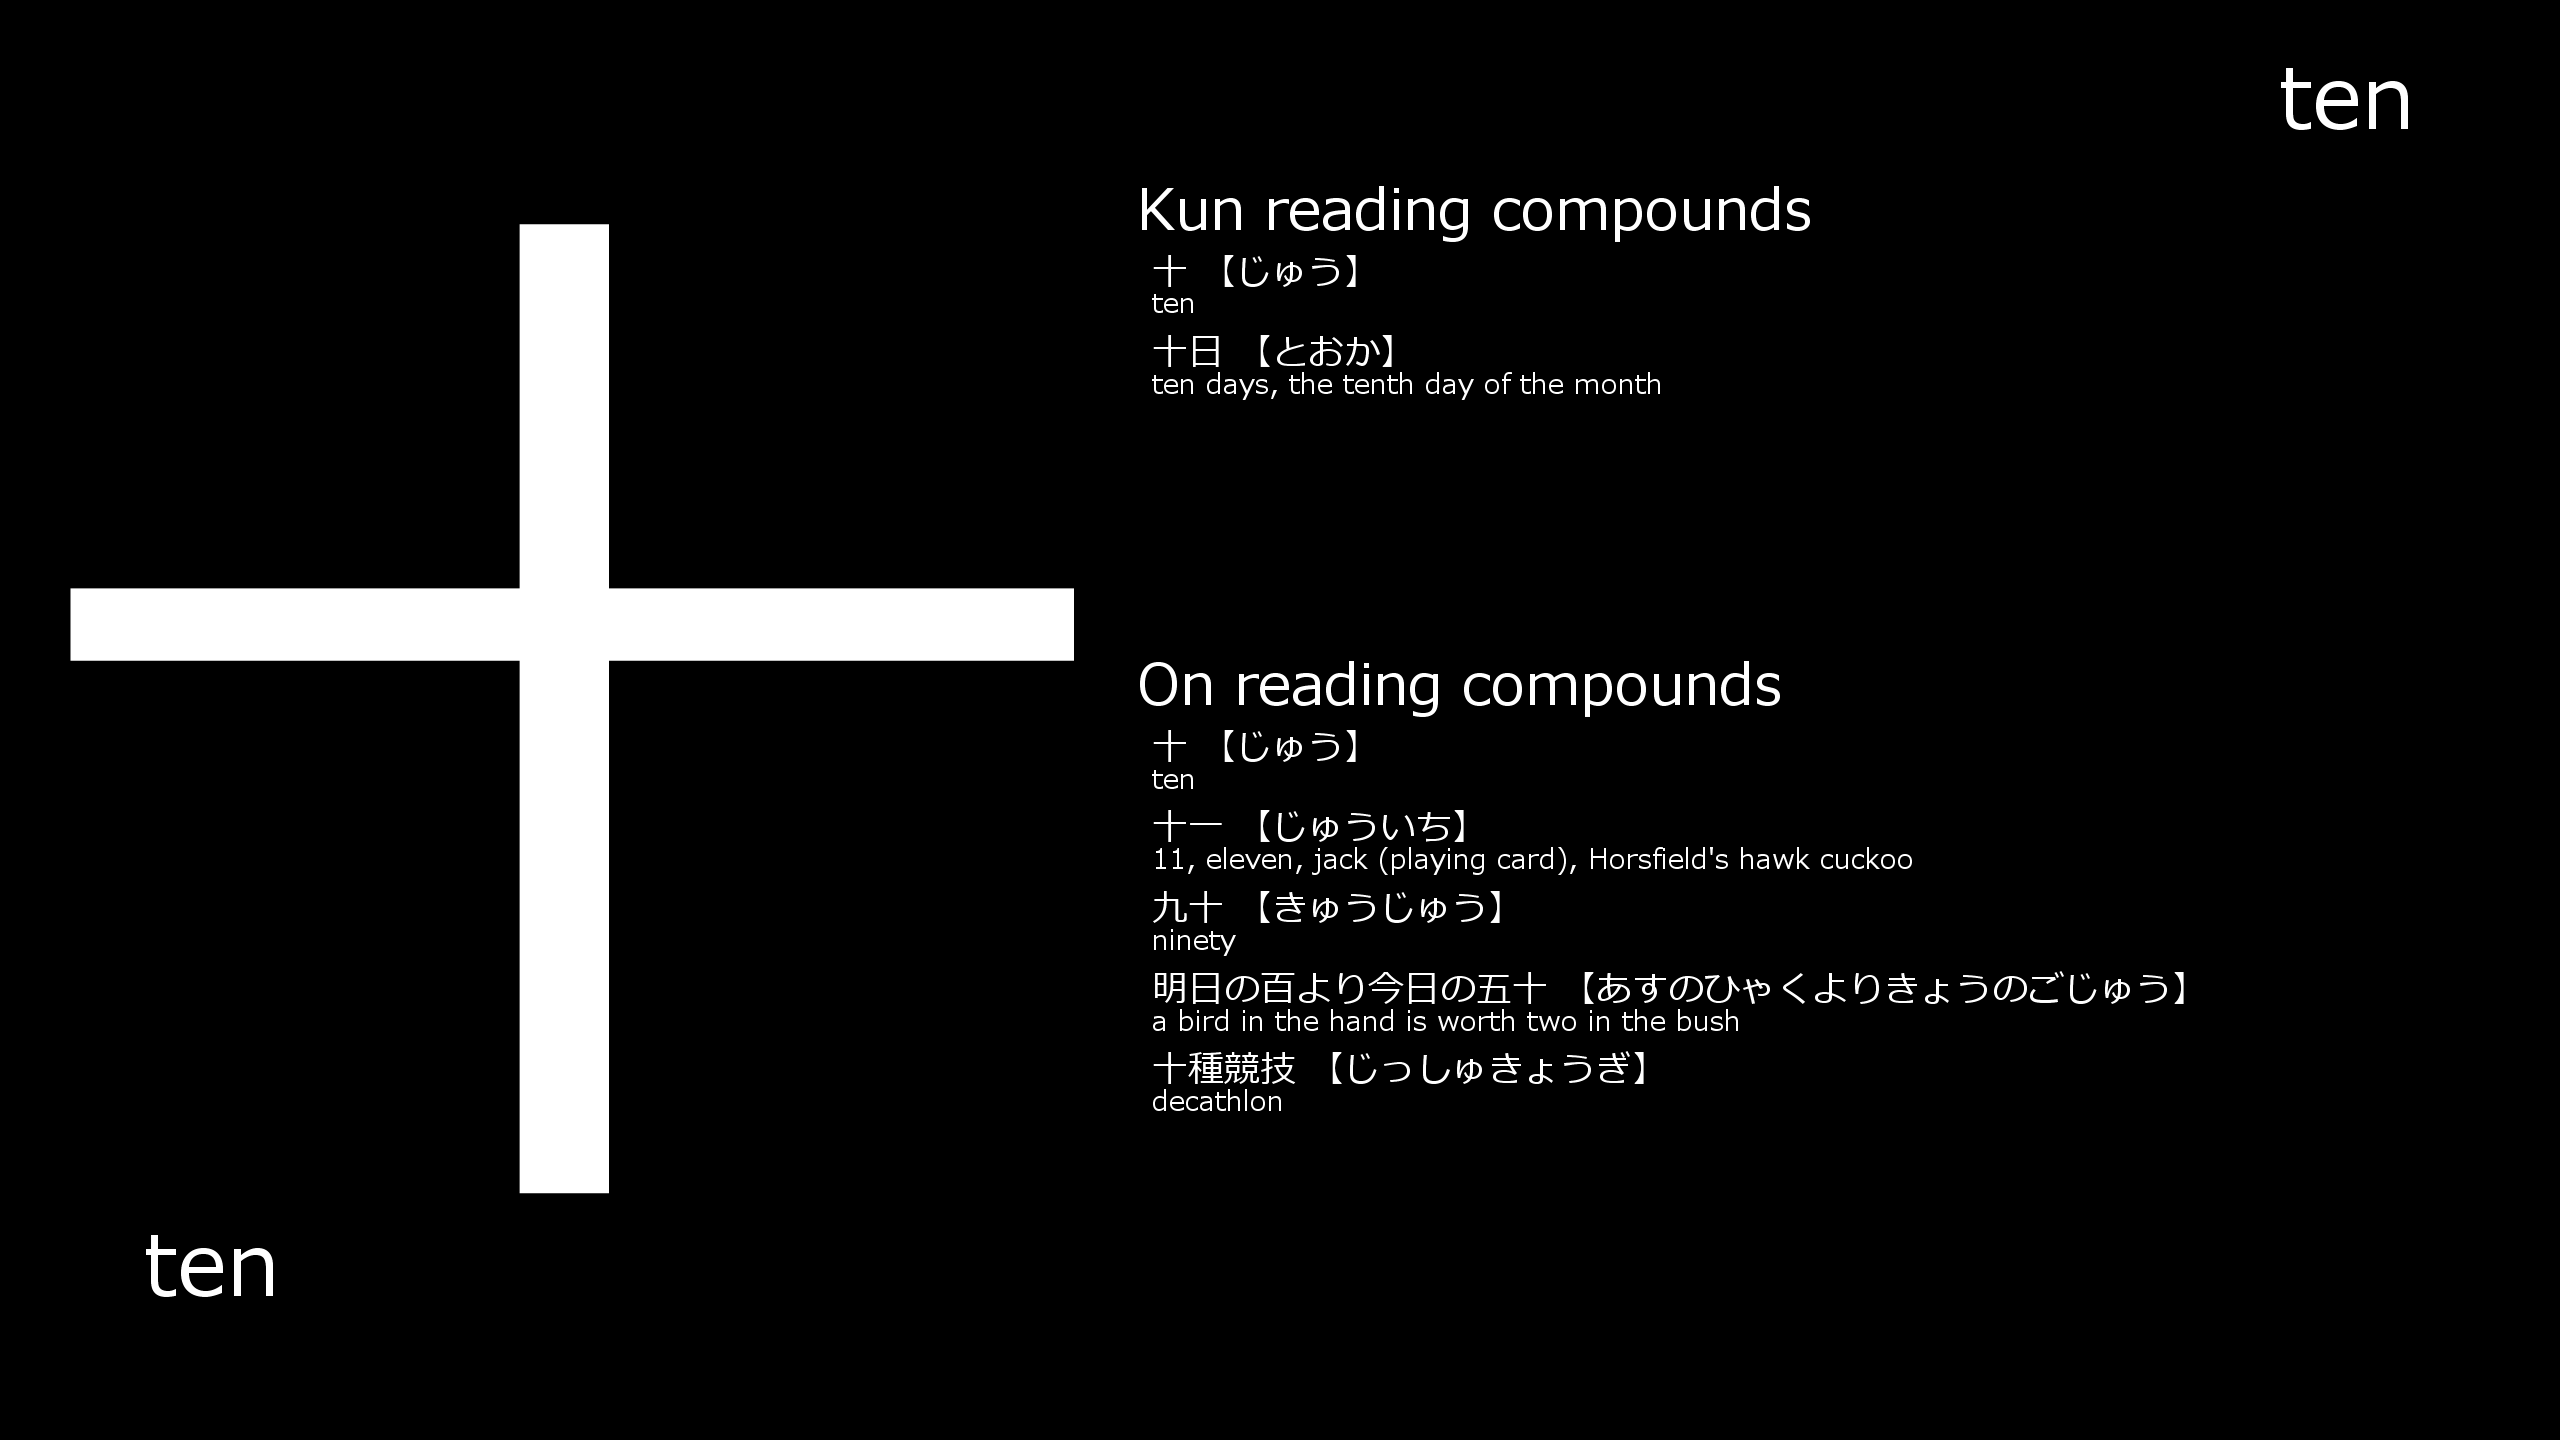 ten
十
Kun reading compounds
十 【じゅう】
ten
十日 【とおか】
ten days, the tenth day of the month
On reading compounds
十 【じゅう】
ten
十一 【じゅういち】
11, eleven, jack (playing card), Horsfield's hawk cuckoo
九十 【きゅうじゅう】
ninety
明日の百より今日の五十 【あすのひゃくよりきょうのごじゅう】
a bird in the hand is worth two in the bush
十種競技 【じっしゅきょうぎ】
decathlon
ten